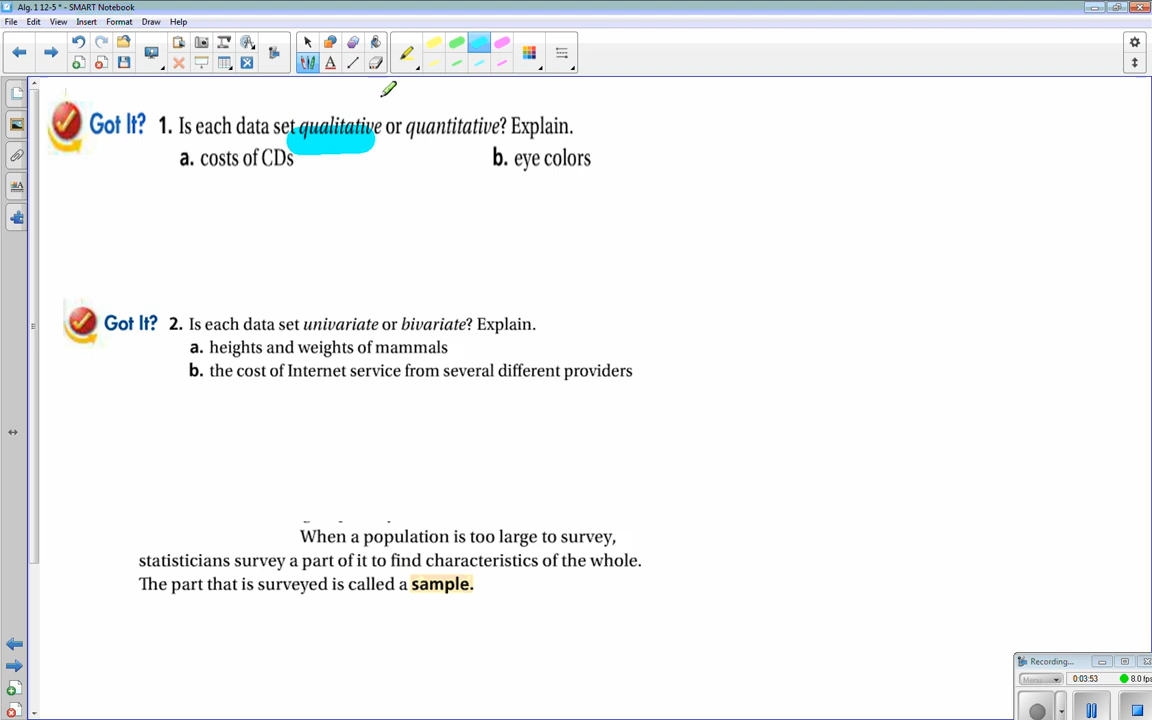 Alg. 1 12-5 * - SMART Notebook
File Edit View Insert Format Draw Help
Got It? 1. Is each data set qualitative or quantitative? Explain.
a. costs of CDs b. eye colors
Got It? 2. Is each data set univariate or bivariate? Explain.
a. heights and weights of mammals
b. the cost of Internet service from several different providers
When a population is too large to survey,
statisticians survey a part of it to find characteristics of the whole.
The part that is surveyed is called a sample.
Recording...
Menu 0:03:53 8.0 fps